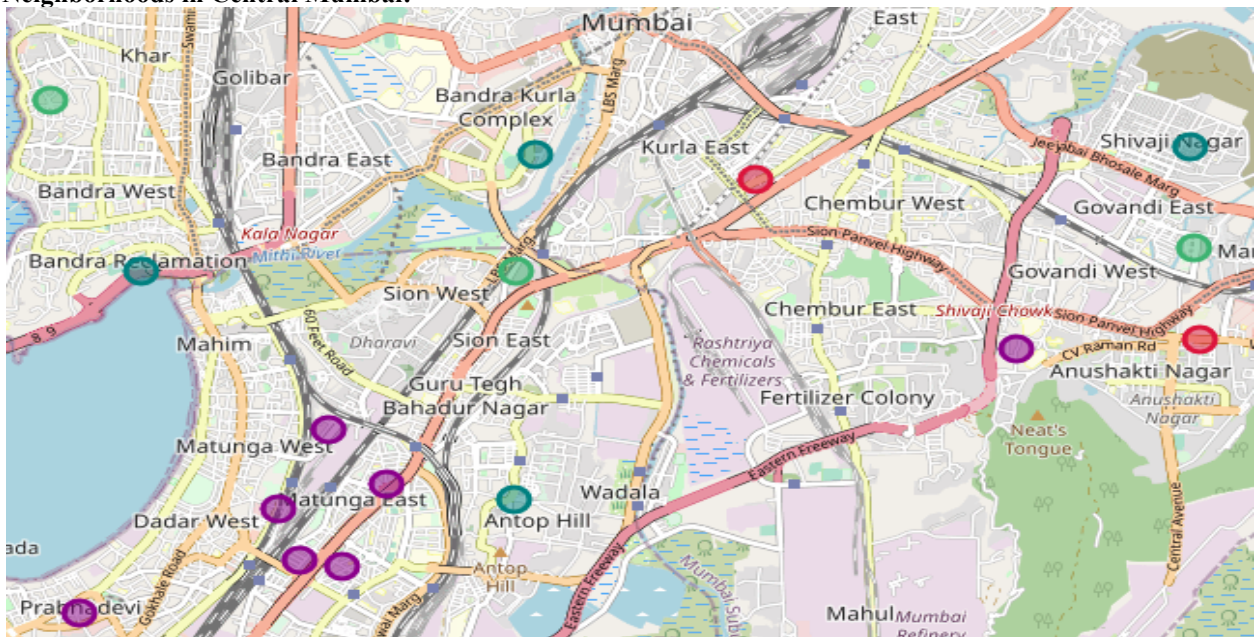 Neighborhoods in Central Mumbai.
Mumbai
East
Khar
Swami
Golibar
Bandra Kurla
Complex
LBS Marg
Kurla East
Shivaji Nagar
Jeejabai Bhosale Marg
Bandra East
Bandra West
Chembur West
Govandi East
Kala Nagar
Mithi River
Sion Panvel Highway
Bandra Reclamation
Govandi West
Sion West
Chembur East
Shivaji Chowk
Sion Panvel Highway
60 Feet Road
Mahim
Dharavi
Sion East
Rashtriya
Chemicals
& Fertilizers
CV Raman Rd
Anushakti Nagar
Guru Tegh
Bahadur Nagar
Fertilizer Colony
Anushakti
Nagar
Neat's
Tongue
Matunga West
Eastern Freeway
Matunga East
Wadala
Dadar West
Antop Hill
Central Avenue
Gokhale Road
Antop
Hill
Eastern Freeway
Mumbai Sub
Prabhadevi
Mahul
Mumbai
Refinery